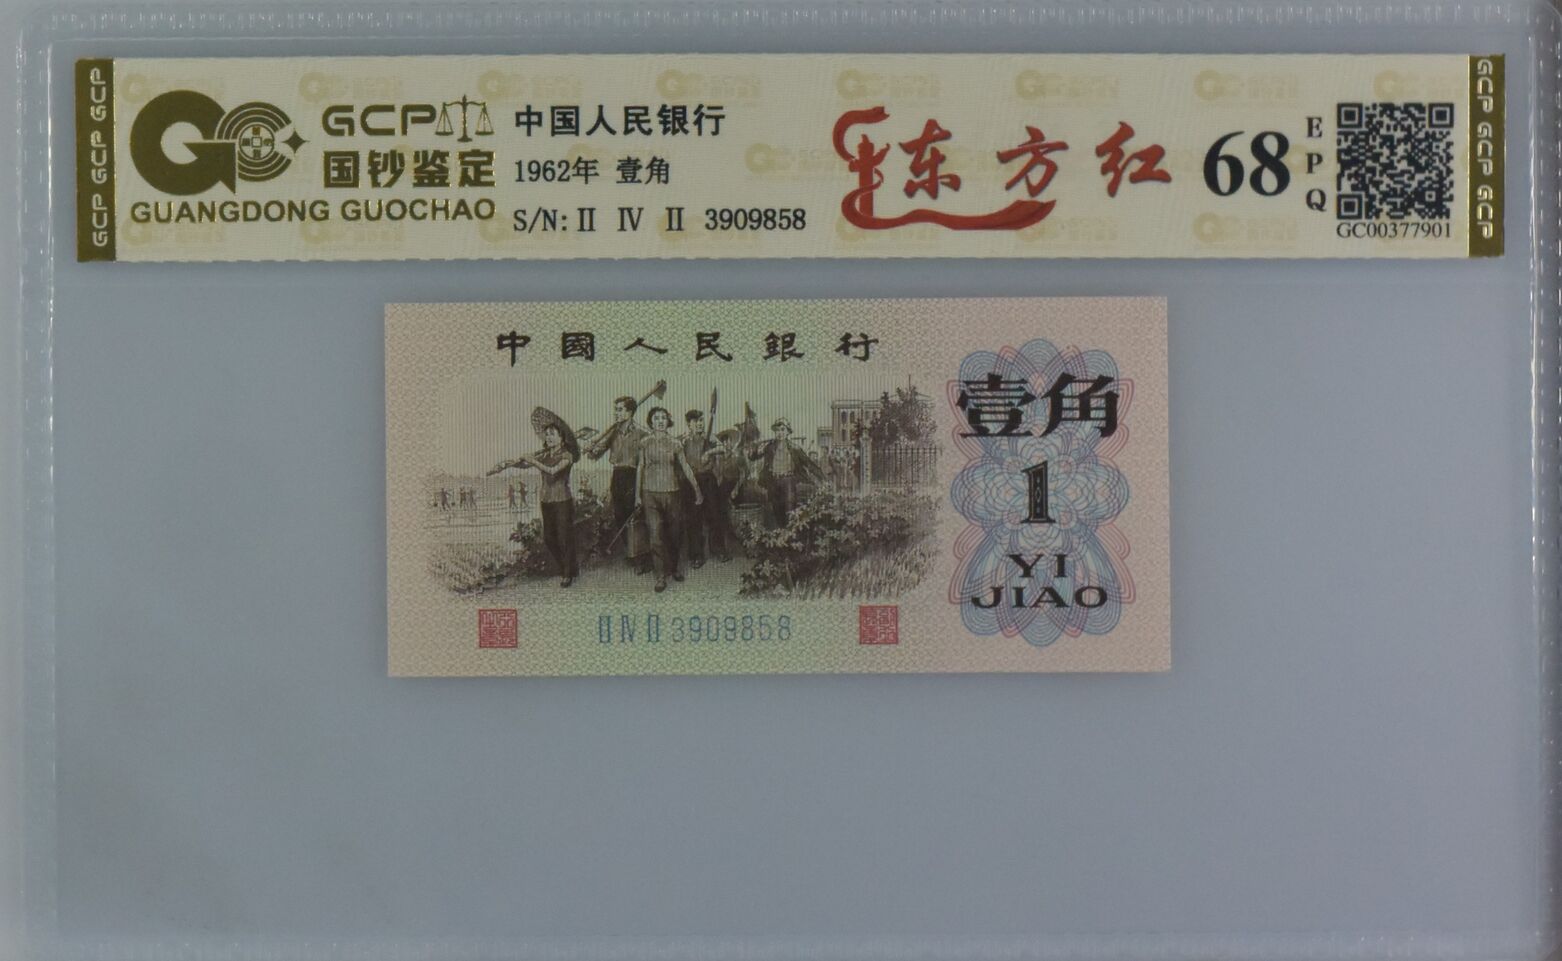 GCP GCP GCP
GCP
国钞鉴定
GUANGDONG GUOCHAO
中国人民银行
1962年 壹角
S/N: II IV II 3909858
东方红
68
EPQ
GC00377901
GCP GCP GCP
中國人民銀行
壹角
1
YI
JIAO
II IV II 3909858